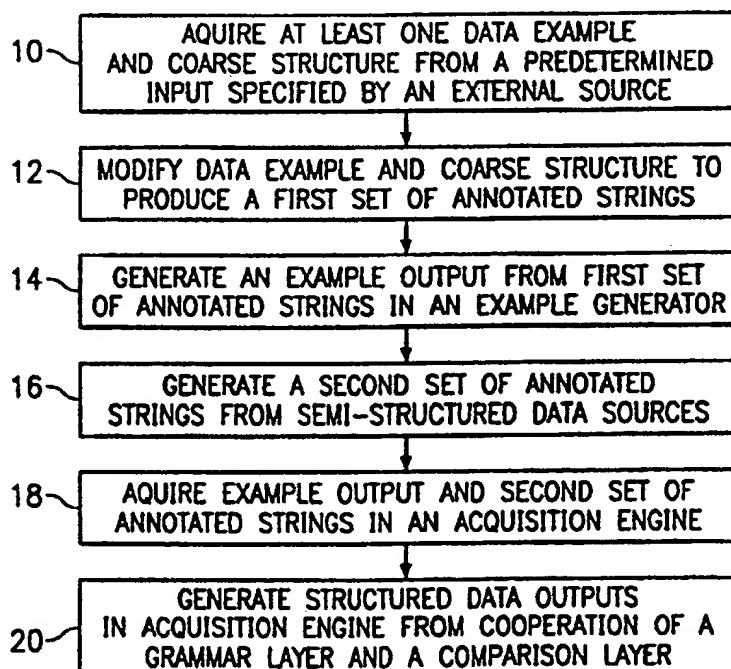 10
AQUIRE AT LEAST ONE DATA EXAMPLE
AND COARSE STRUCTURE FROM A PREDETERMINED
INPUT SPECIFIED BY AN EXTERNAL SOURCE
12
MODIFY DATA EXAMPLE AND COARSE STRUCTURE TO
PRODUCE A FIRST SET OF ANNOTATED STRINGS
14
GENERATE AN EXAMPLE OUTPUT FROM FIRST SET
OF ANNOTATED STRINGS IN AN EXAMPLE GENERATOR
16
GENERATE A SECOND SET OF ANNOTATED
STRINGS FROM SEMI-STRUCTURED DATA SOURCES
18
AQUIRE EXAMPLE OUTPUT AND SECOND SET OF
ANNOTATED STRINGS IN AN ACQUISITION ENGINE
20
GENERATE STRUCTURED DATA OUTPUTS
IN ACQUISITION ENGINE FROM COOPERATION OF A
GRAMMAR LAYER AND A COMPARISON LAYER